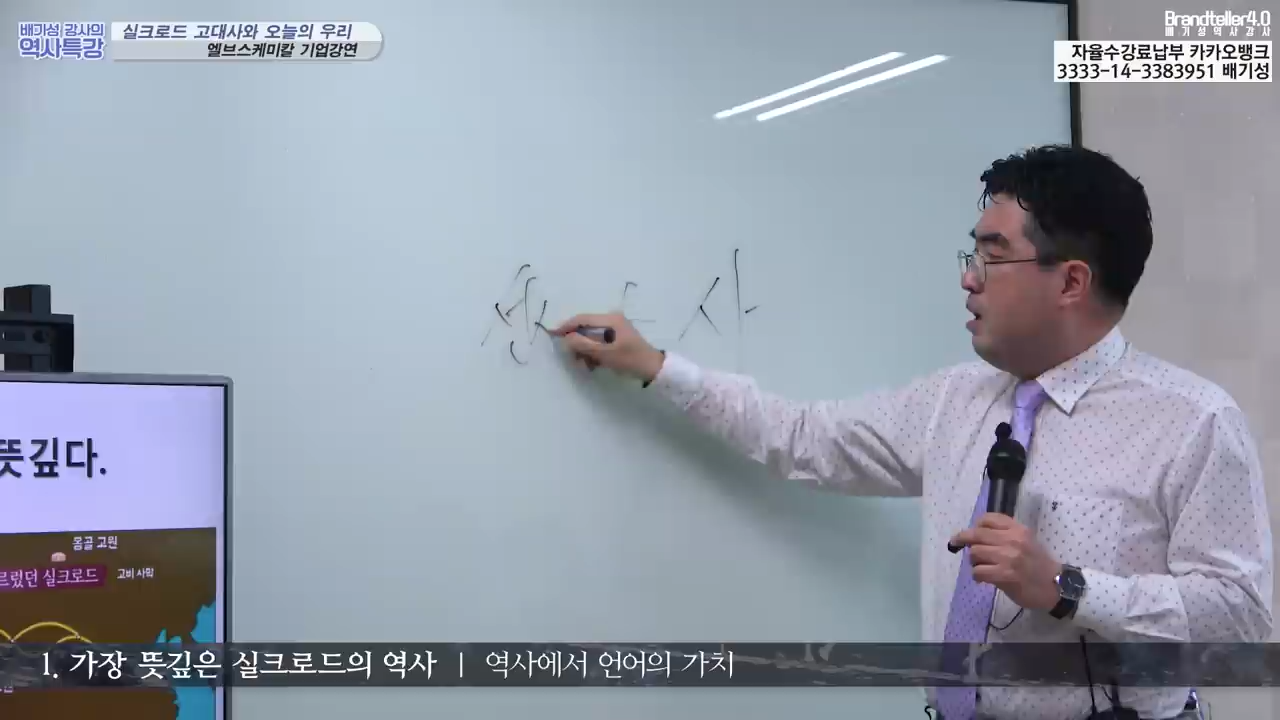 배기성 강사의
역사특강
실크로드 고대사와 오늘의 우리
엘브스케미칼 기업강연
Brandteller4.0
배기성역사강사
자율수강료납부 카카오뱅크
3333-14-3383951 배기성
사
뜻깊다.
몽골 고원
실크로드
고비 사막
1. 가장 뜻깊은 실크로드의 역사 | 역사에서 언어의 가치